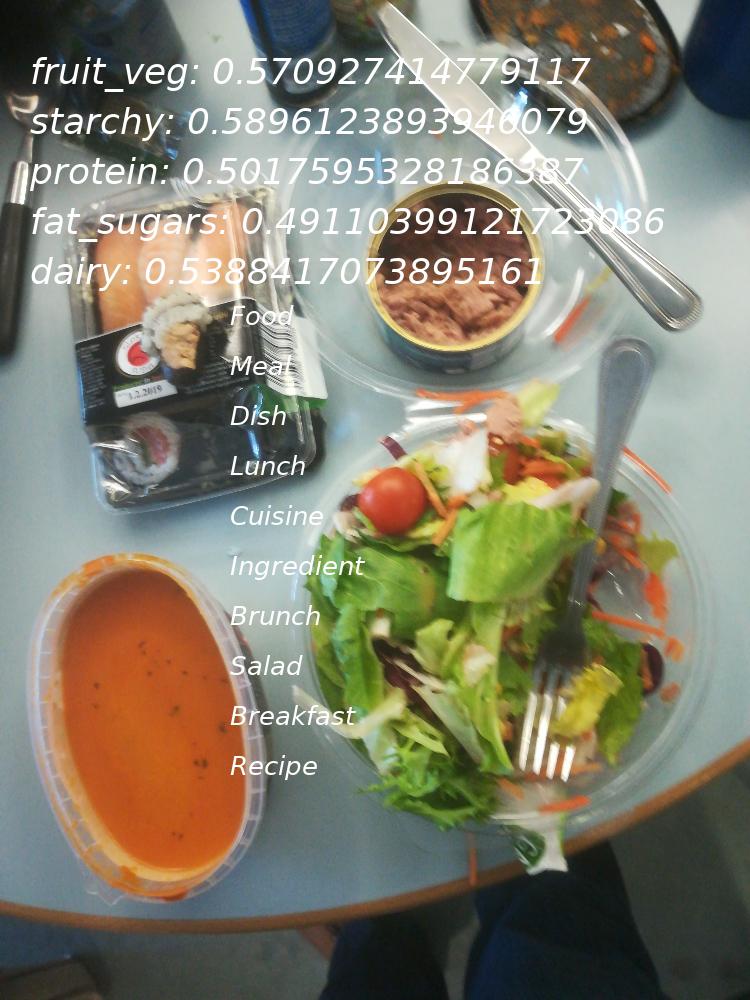 fruit_veg: 0.570927414779117
starchy: 0.5896123893946079
protein: 0.5017595328186387
fat_sugars: 0.49110399121723086
dairy: 0.5388417073895161
Food
Meal
1.2.2019
Dish
Lunch
Cuisine
Ingredient
Brunch
Salad
Breakfast
Recipe